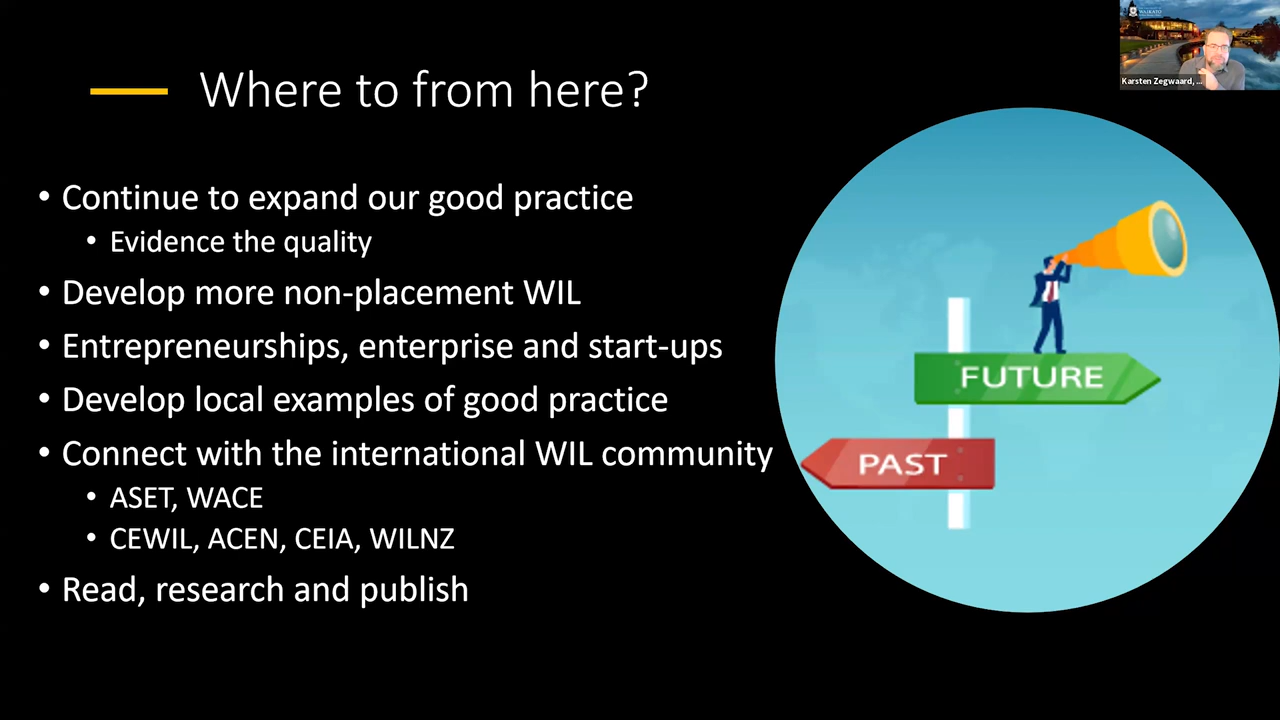 Where to from here?
• Continue to expand our good practice
• Evidence the quality
• Develop more non-placement WIL
• Entrepreneurships, enterprise and start-ups
• Develop local examples of good practice
• Connect with the international WIL community
• ASET, WACE
• CEWIL, ACEN, CEIA, WILNZ
• Read, research and publish
FUTURE
PAST
WAIKATO
Karsten Zegwaard, ...